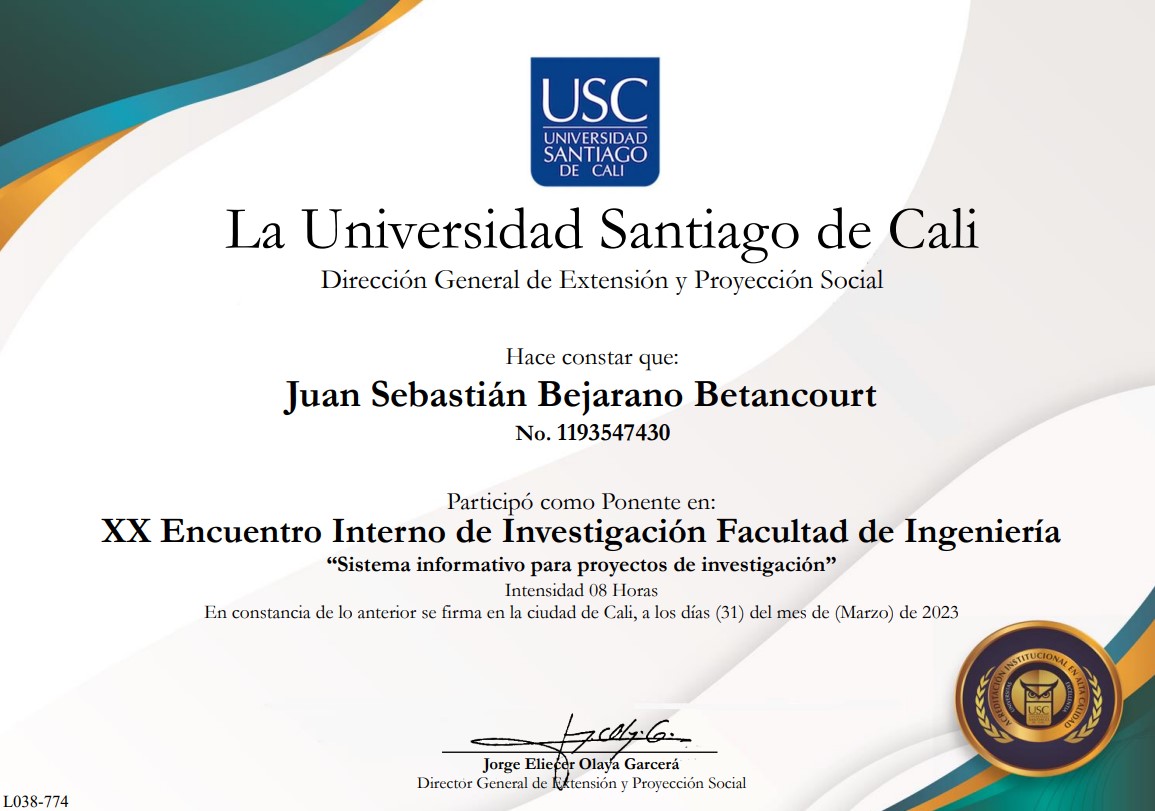 USC
UNIVERSIDAD
SANTIAGO
DE CALI
La Universidad Santiago de Cali
Dirección General de Extensión y Proyección Social
Hace constar que:
Juan Sebastián Bejarano Betancourt
No. 1193547430
Participó como Ponente en:
XX Encuentro Interno de Investigación Facultad de Ingeniería
“Sistema informativo para proyectos de investigación”
Intensidad 08 Horas
En constancia de lo anterior se firma en la ciudad de Cali, a los días (31) del mes de (Marzo) de 2023
ACREDITACIÓN INSTITUCIONAL EN ALTA CALIDAD
USC
Jorge Eliecer Olaya Garcerá
Director General de Extensión y Proyección Social
L038-774